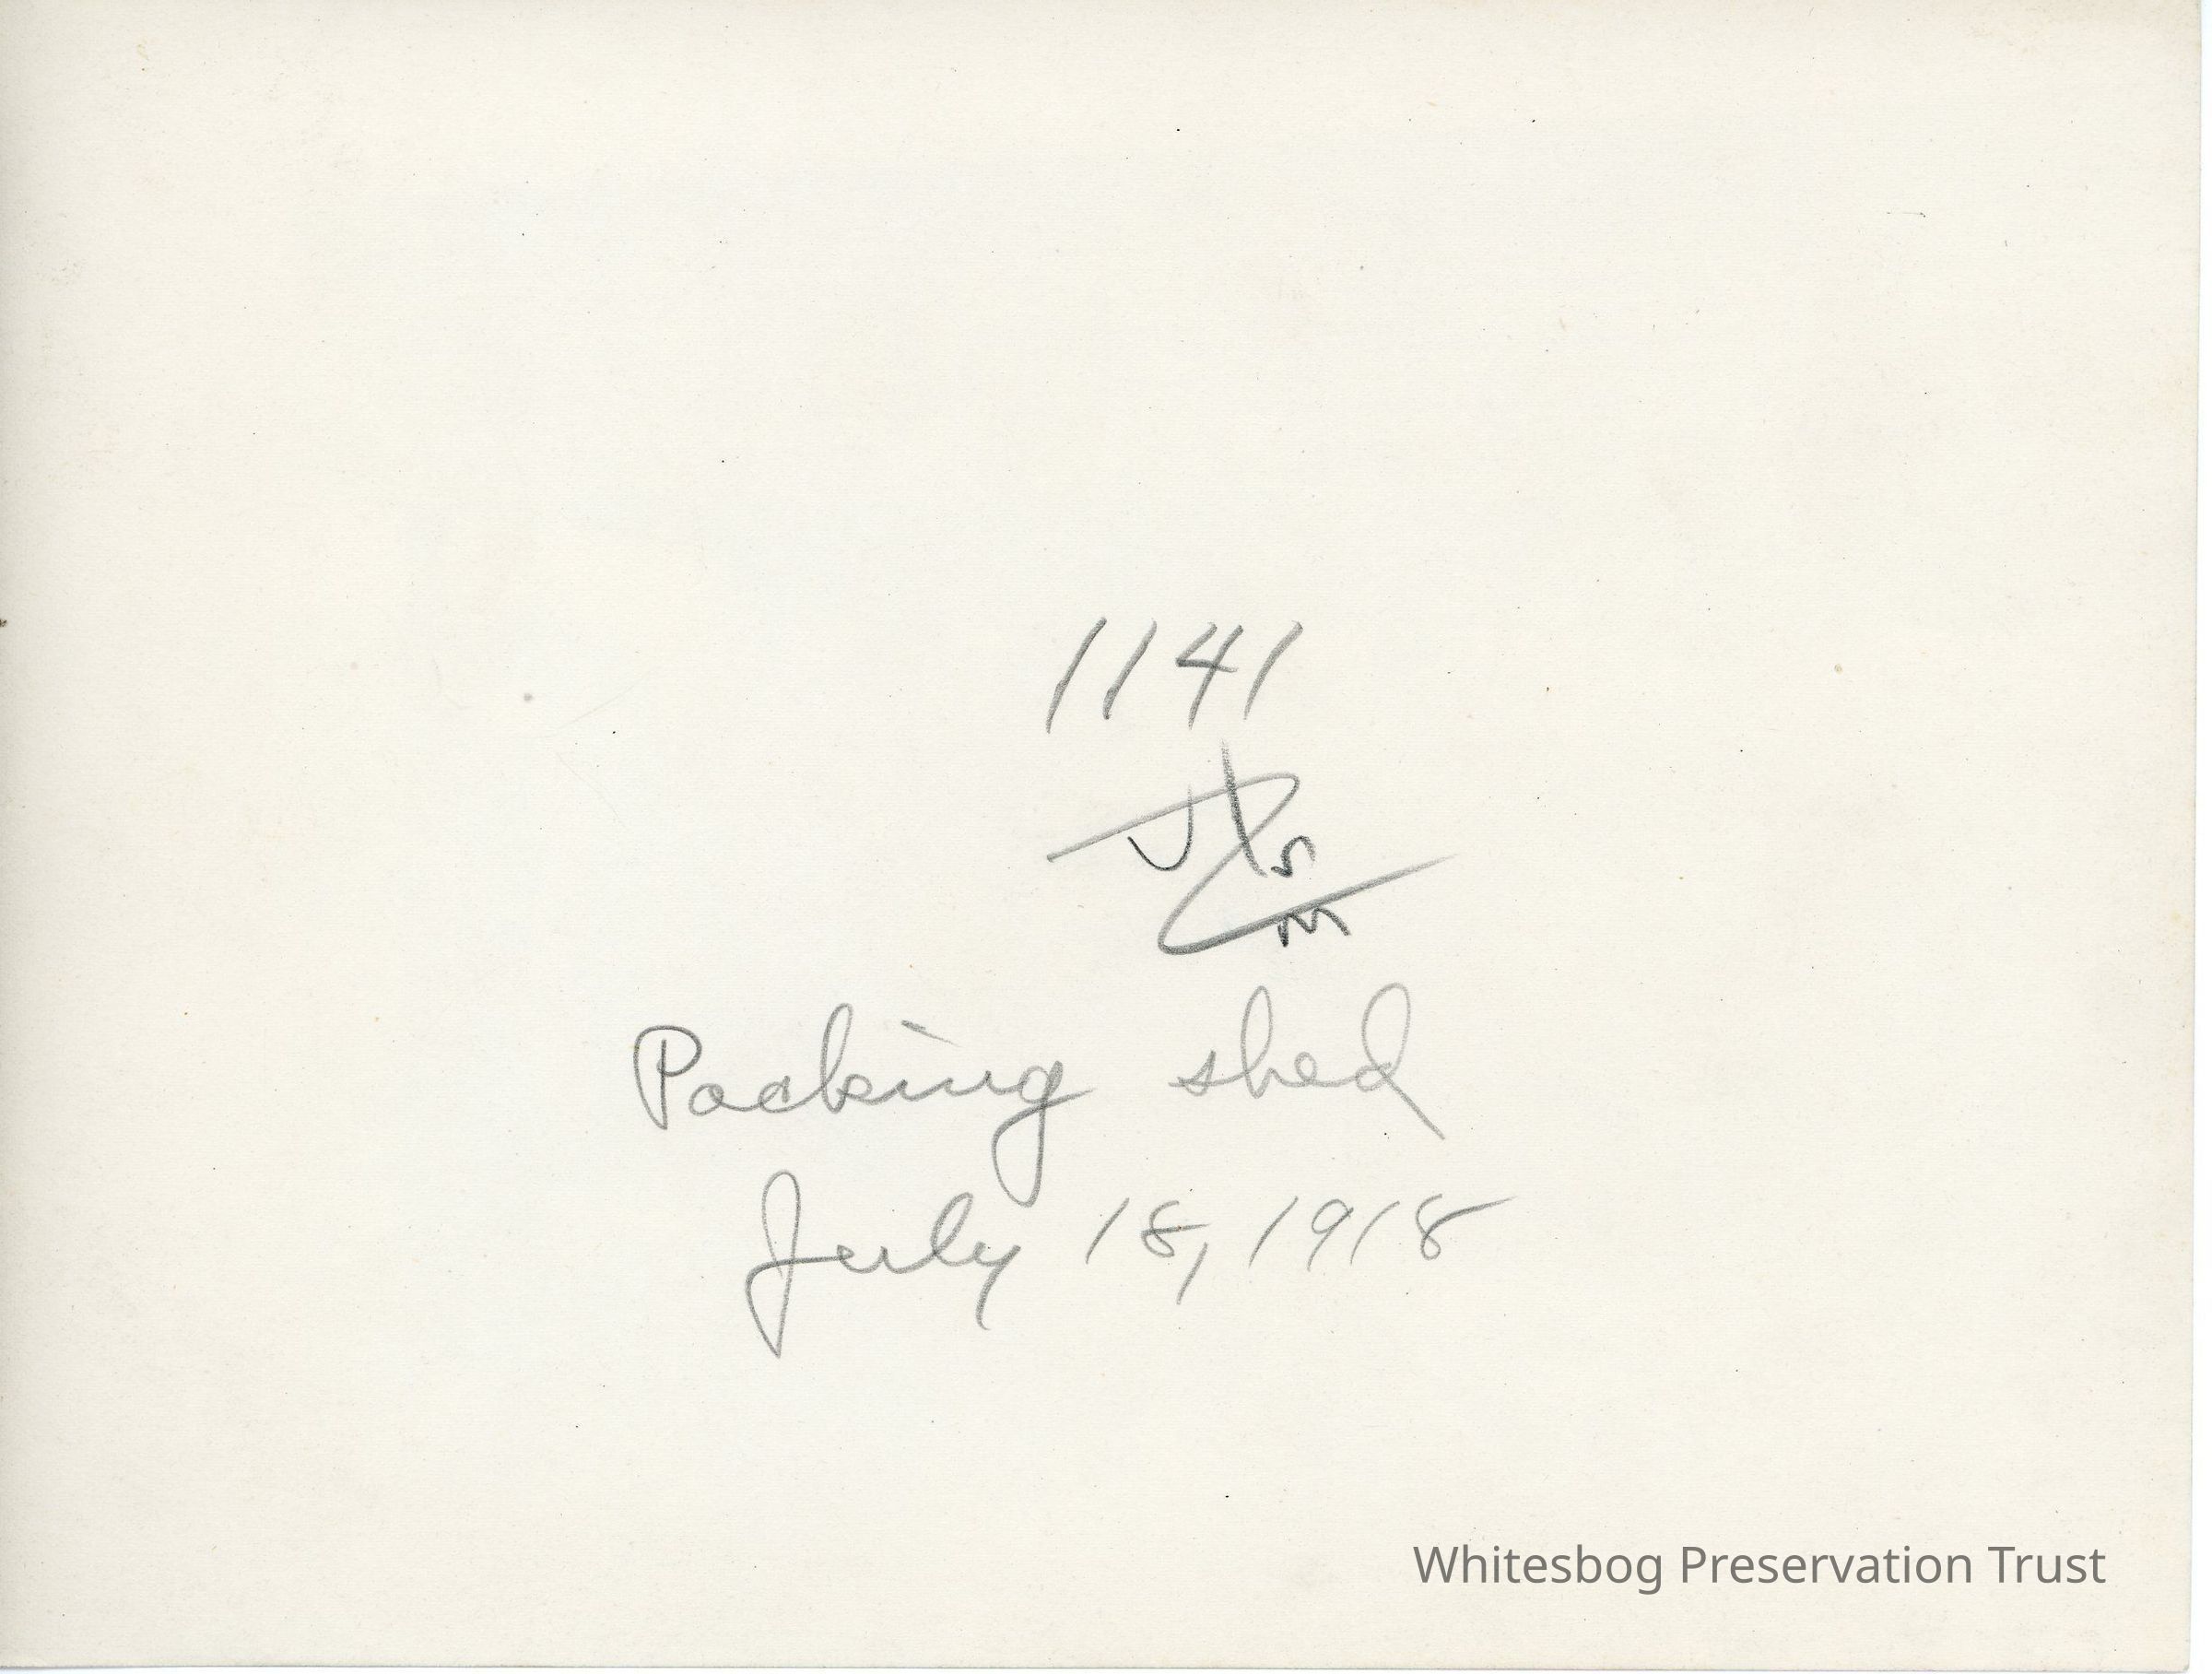 1141
Packing shed
July 18, 1918
Whitesbog Preservation Trust